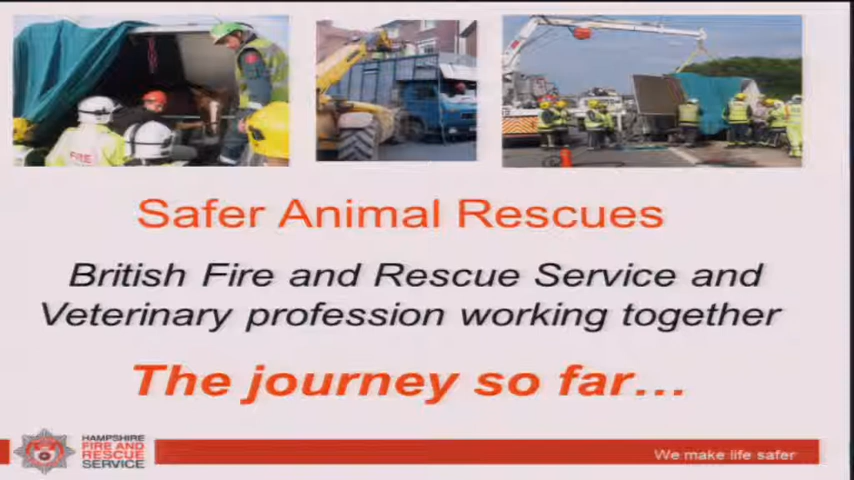 FIRE
Safer Animal Rescues
British Fire and Rescue Service and
Veterinary profession working together
The journey so far...
HAMPSHIRE
FIRE AND
RESCUE
SERVICE
We make life safer